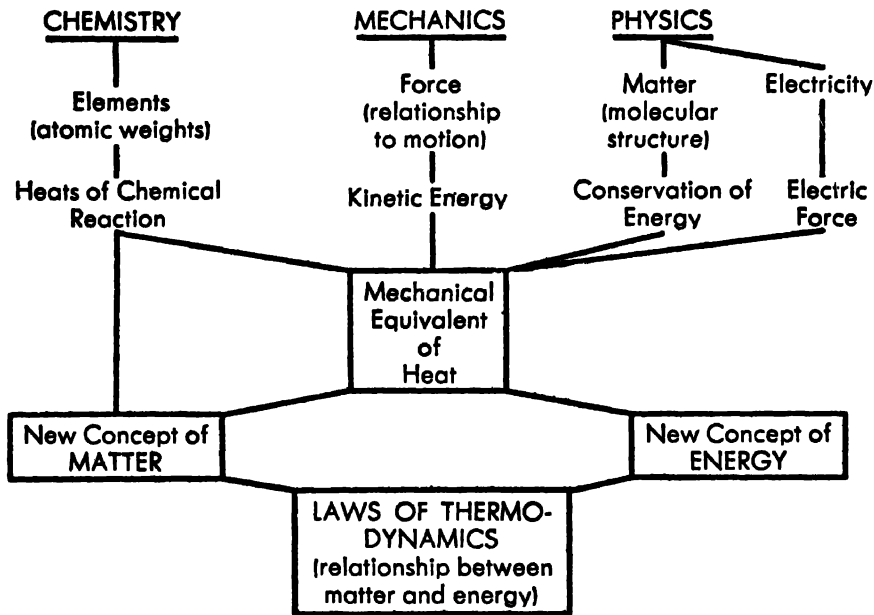 CHEMISTRY
MECHANICS
PHYSICS
Elements
(atomic weights)
Force
(relationship
to motion)
Matter
(molecular
structure)
Electricity
Heats of Chemical
Reaction
Kinetic Energy
Conservation of
Energy
Electric
Force
Mechanical
Equivalent
of
Heat
New Concept of
MATTER
New Concept of
ENERGY
LAWS OF THERMO-
DYNAMICS
(relationship between
matter and energy)